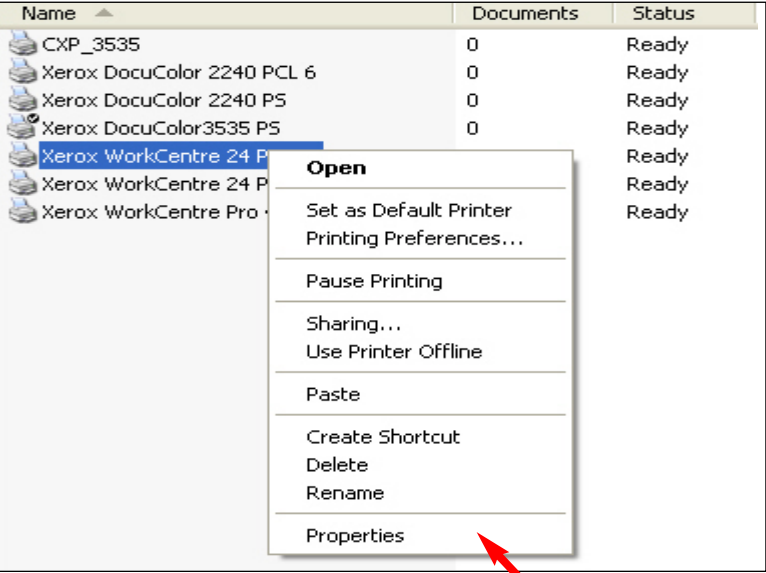 Name Documents Status
CXP_3535 0 Ready
Xerox DocuColor 2240 PCL 6 0 Ready
Xerox DocuColor 2240 PS 0 Ready
Xerox DocuColor3535 PS 0 Ready
Xerox WorkCentre 24 P Ready
Xerox WorkCentre 24 P Ready
Xerox WorkCentre Pro Ready
Open
Set as Default Printer
Printing Preferences...
Pause Printing
Sharing...
Use Printer Offline
Paste
Create Shortcut
Delete
Rename
Properties